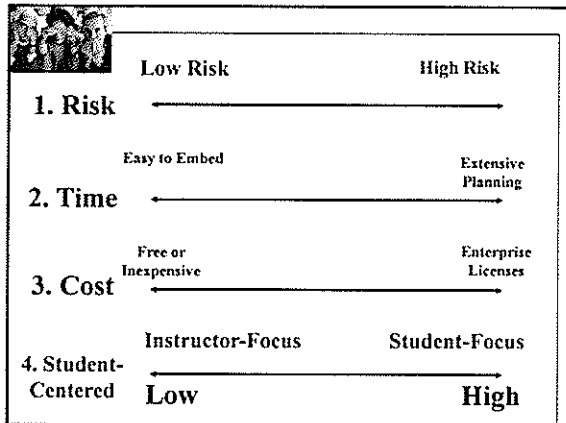 Low Risk High Risk
1. Risk
Easy to Embed Extensive
Planning
2. Time
Free or
Inexpensive
Enterprise
Licenses
3. Cost
Instructor-Focus Student-Focus
4. Student-
Centered
Low High